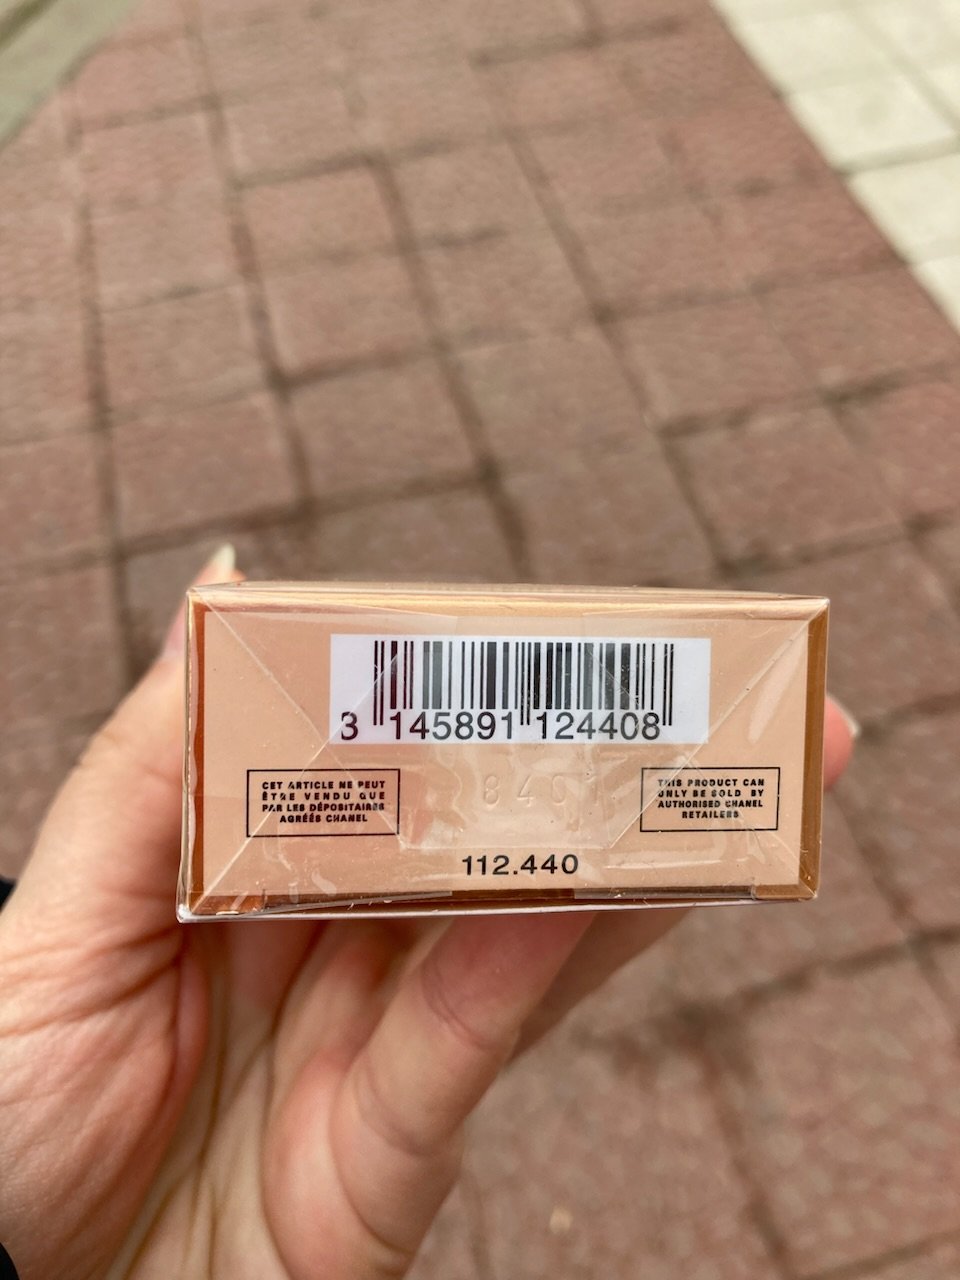 3 145891 124408
CET ARTICLE NE PEUT
ÊTRE VENDU QUE
PAR LES DÉPOSITAIRES
AGRÉÉS CHANEL
THIS PRODUCT CAN
ONLY BE SOLD BY
AUTHORISED CHANEL
RETAILERS
112.440